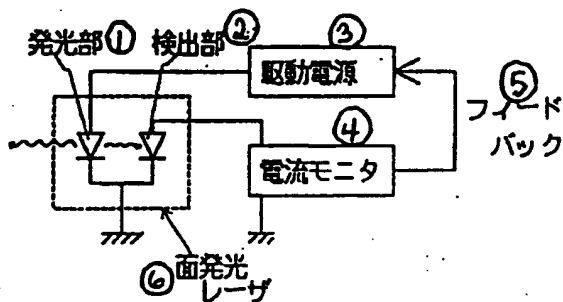 発光部①
検出部②
③
駆動電源
④
電流モニタ
⑤
フィード
バック
⑥面発光
レーザ